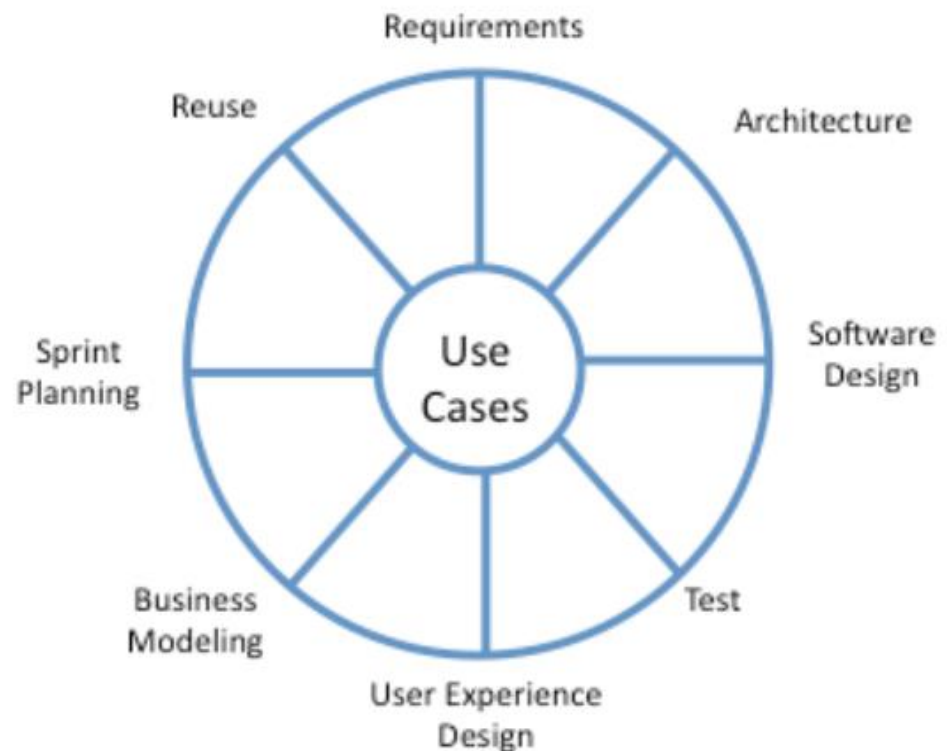 Requirements
Reuse
Architecture
Use
Cases
Software
Design
Sprint
Planning
Business
Modeling
Test
User Experience
Design